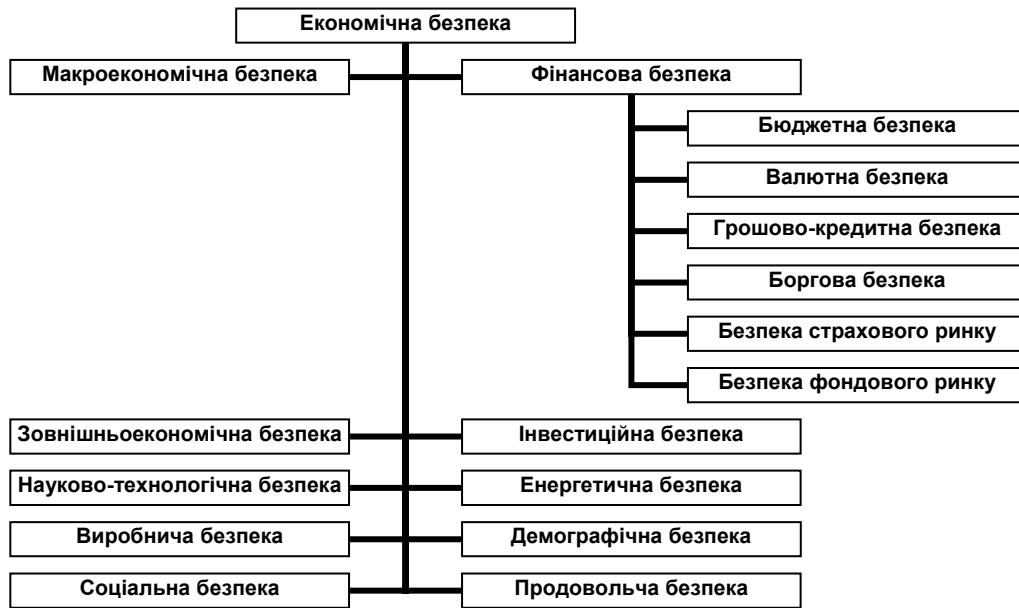 Економічна безпека
Макроекономічна безпека
Фінансова безпека
Бюджетна безпека
Валютна безпека
Грошово-кредитна безпека
Боргова безпека
Безпека страхового ринку
Безпека фондового ринку
Зовнішньоекономічна безпека
Інвестиційна безпека
Науково-технологічна безпека
Енергетична безпека
Виробнича безпека
Демографічна безпека
Соціальна безпека
Продовольча безпека